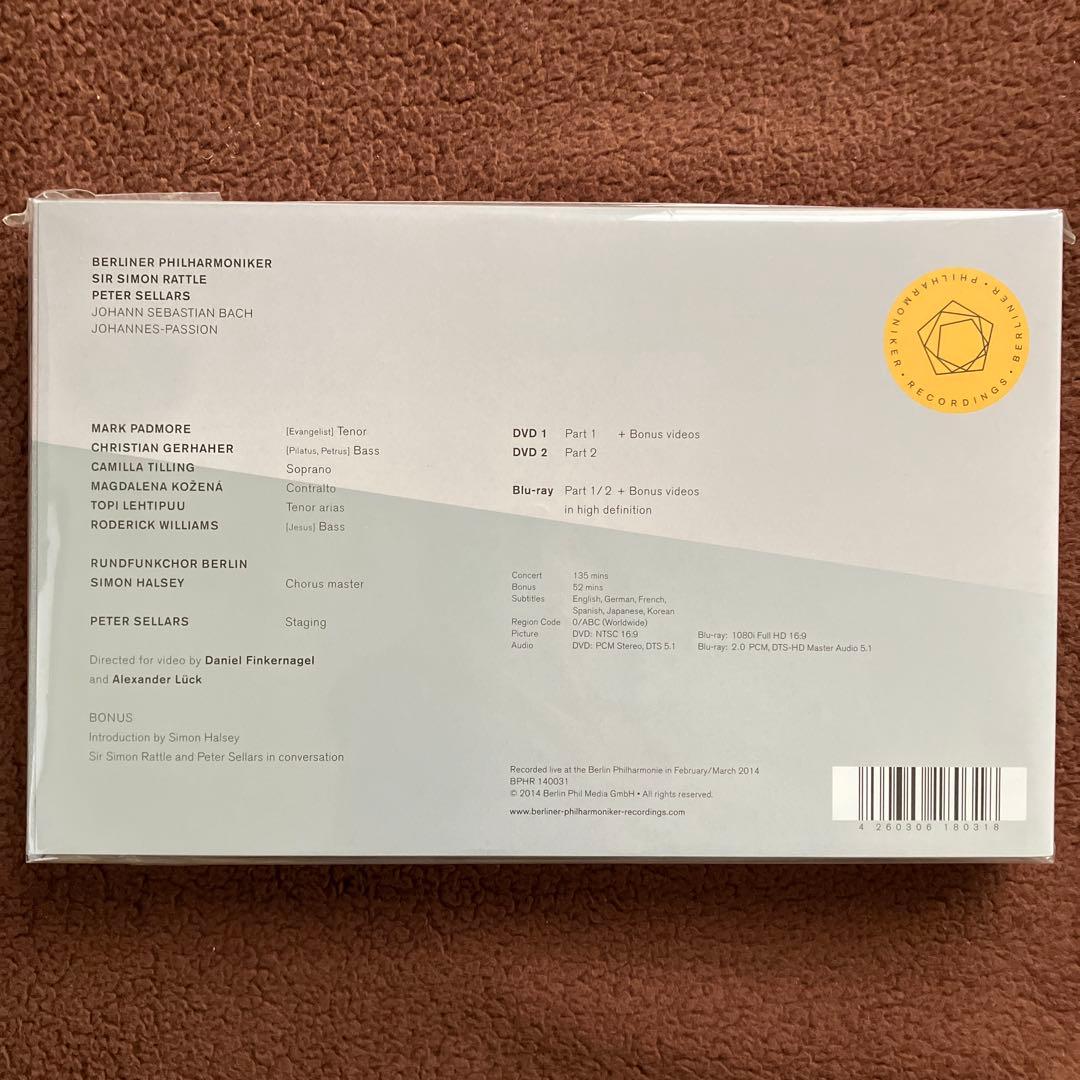 BERLINER PHILHARMONIKER
SIR SIMON RATTLE
PETER SELLARS
JOHANN SEBASTIAN BACH
JOHANNES-PASSION
BERLINER • PHILHARMONIKER • RECORDINGS •
MARK PADMORE [Evangelist] Tenor
CHRISTIAN GERHAHER [Pilatus, Petrus] Bass
CAMILLA TILLING Soprano
MAGDALENA KOŽENÁ Contralto
TOPI LEHTIPUU Tenor arias
RODERICK WILLIAMS [Jesus] Bass
RUNDFUNKCHOR BERLIN
SIMON HALSEY Chorus master
PETER SELLARS Staging
Directed for video by Daniel Finkernagel
and Alexander Lück
BONUS
Introduction by Simon Halsey
Sir Simon Rattle and Peter Sellars in conversation
DVD 1 Part 1 + Bonus videos
DVD 2 Part 2
Blu-ray Part 1/2 + Bonus videos
in high definition
Concert 135 mins
Bonus 52 mins
Subtitles English, German, French,
Spanish, Japanese, Korean
Region Code 0/ABC (Worldwide)
Picture DVD: NTSC 16:9 Blu-ray: 1080i Full HD 16:9
Audio DVD: PCM Stereo, DTS 5.1 Blu-ray: 2.0 PCM, DTS-HD Master Audio 5.1
Recorded live at the Berlin Philharmonie in February/March 2014
BPHR 140031
© 2014 Berlin Phil Media GmbH • All rights reserved.
www.berliner-philharmoniker-recordings.com
4 260306 180318